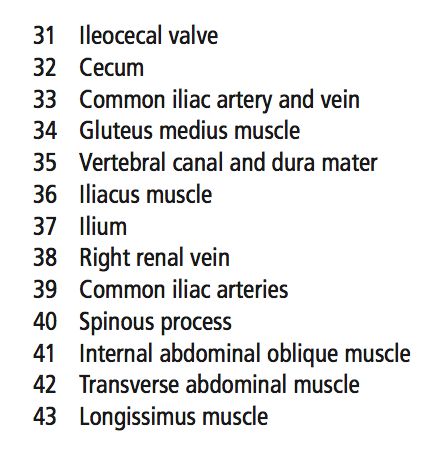 31 Ileocecal valve
32 Cecum
33 Common iliac artery and vein
34 Gluteus medius muscle
35 Vertebral canal and dura mater
36 Iliacus muscle
37 Ilium
38 Right renal vein
39 Common iliac arteries
40 Spinous process
41 Internal abdominal oblique muscle
42 Transverse abdominal muscle
43 Longissimus muscle